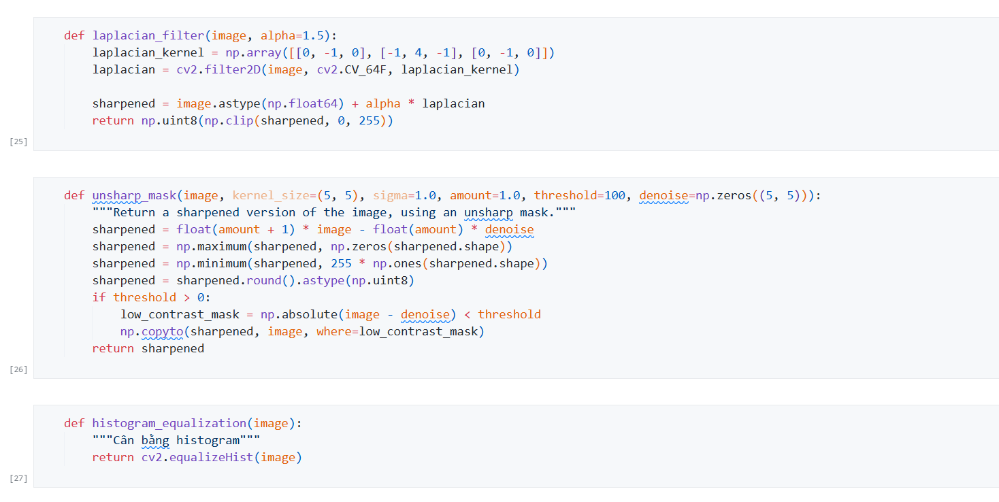 def laplacian_filter(image, alpha=1.5):
    laplacian_kernel = np.array([[0, -1, 0], [-1, 4, -1], [0, -1, 0]])
    laplacian = cv2.filter2D(image, cv2.CV_64F, laplacian_kernel)
    sharpened = image.astype(np.float64) + alpha * laplacian
    return np.uint8(np.clip(sharpened, 0, 255))
[25]
def unsharp_mask(image, kernel_size=(5, 5), sigma=1.0, amount=1.0, threshold=100, denoise=np.zeros((5, 5))):
    """Return a sharpened version of the image, using an unsharp mask."""
    sharpened = float(amount + 1) * image - float(amount) * denoise
    sharpened = np.maximum(sharpened, np.zeros(sharpened.shape))
    sharpened = np.minimum(sharpened, 255 * np.ones(sharpened.shape))
    sharpened = sharpened.round().astype(np.uint8)
    if threshold > 0:
        low_contrast_mask = np.absolute(image - denoise) < threshold
        np.copyto(sharpened, image, where=low_contrast_mask)
    return sharpened
[26]
def histogram_equalization(image):
    """Cân bằng histogram"""
    return cv2.equalizeHist(image)
[27]